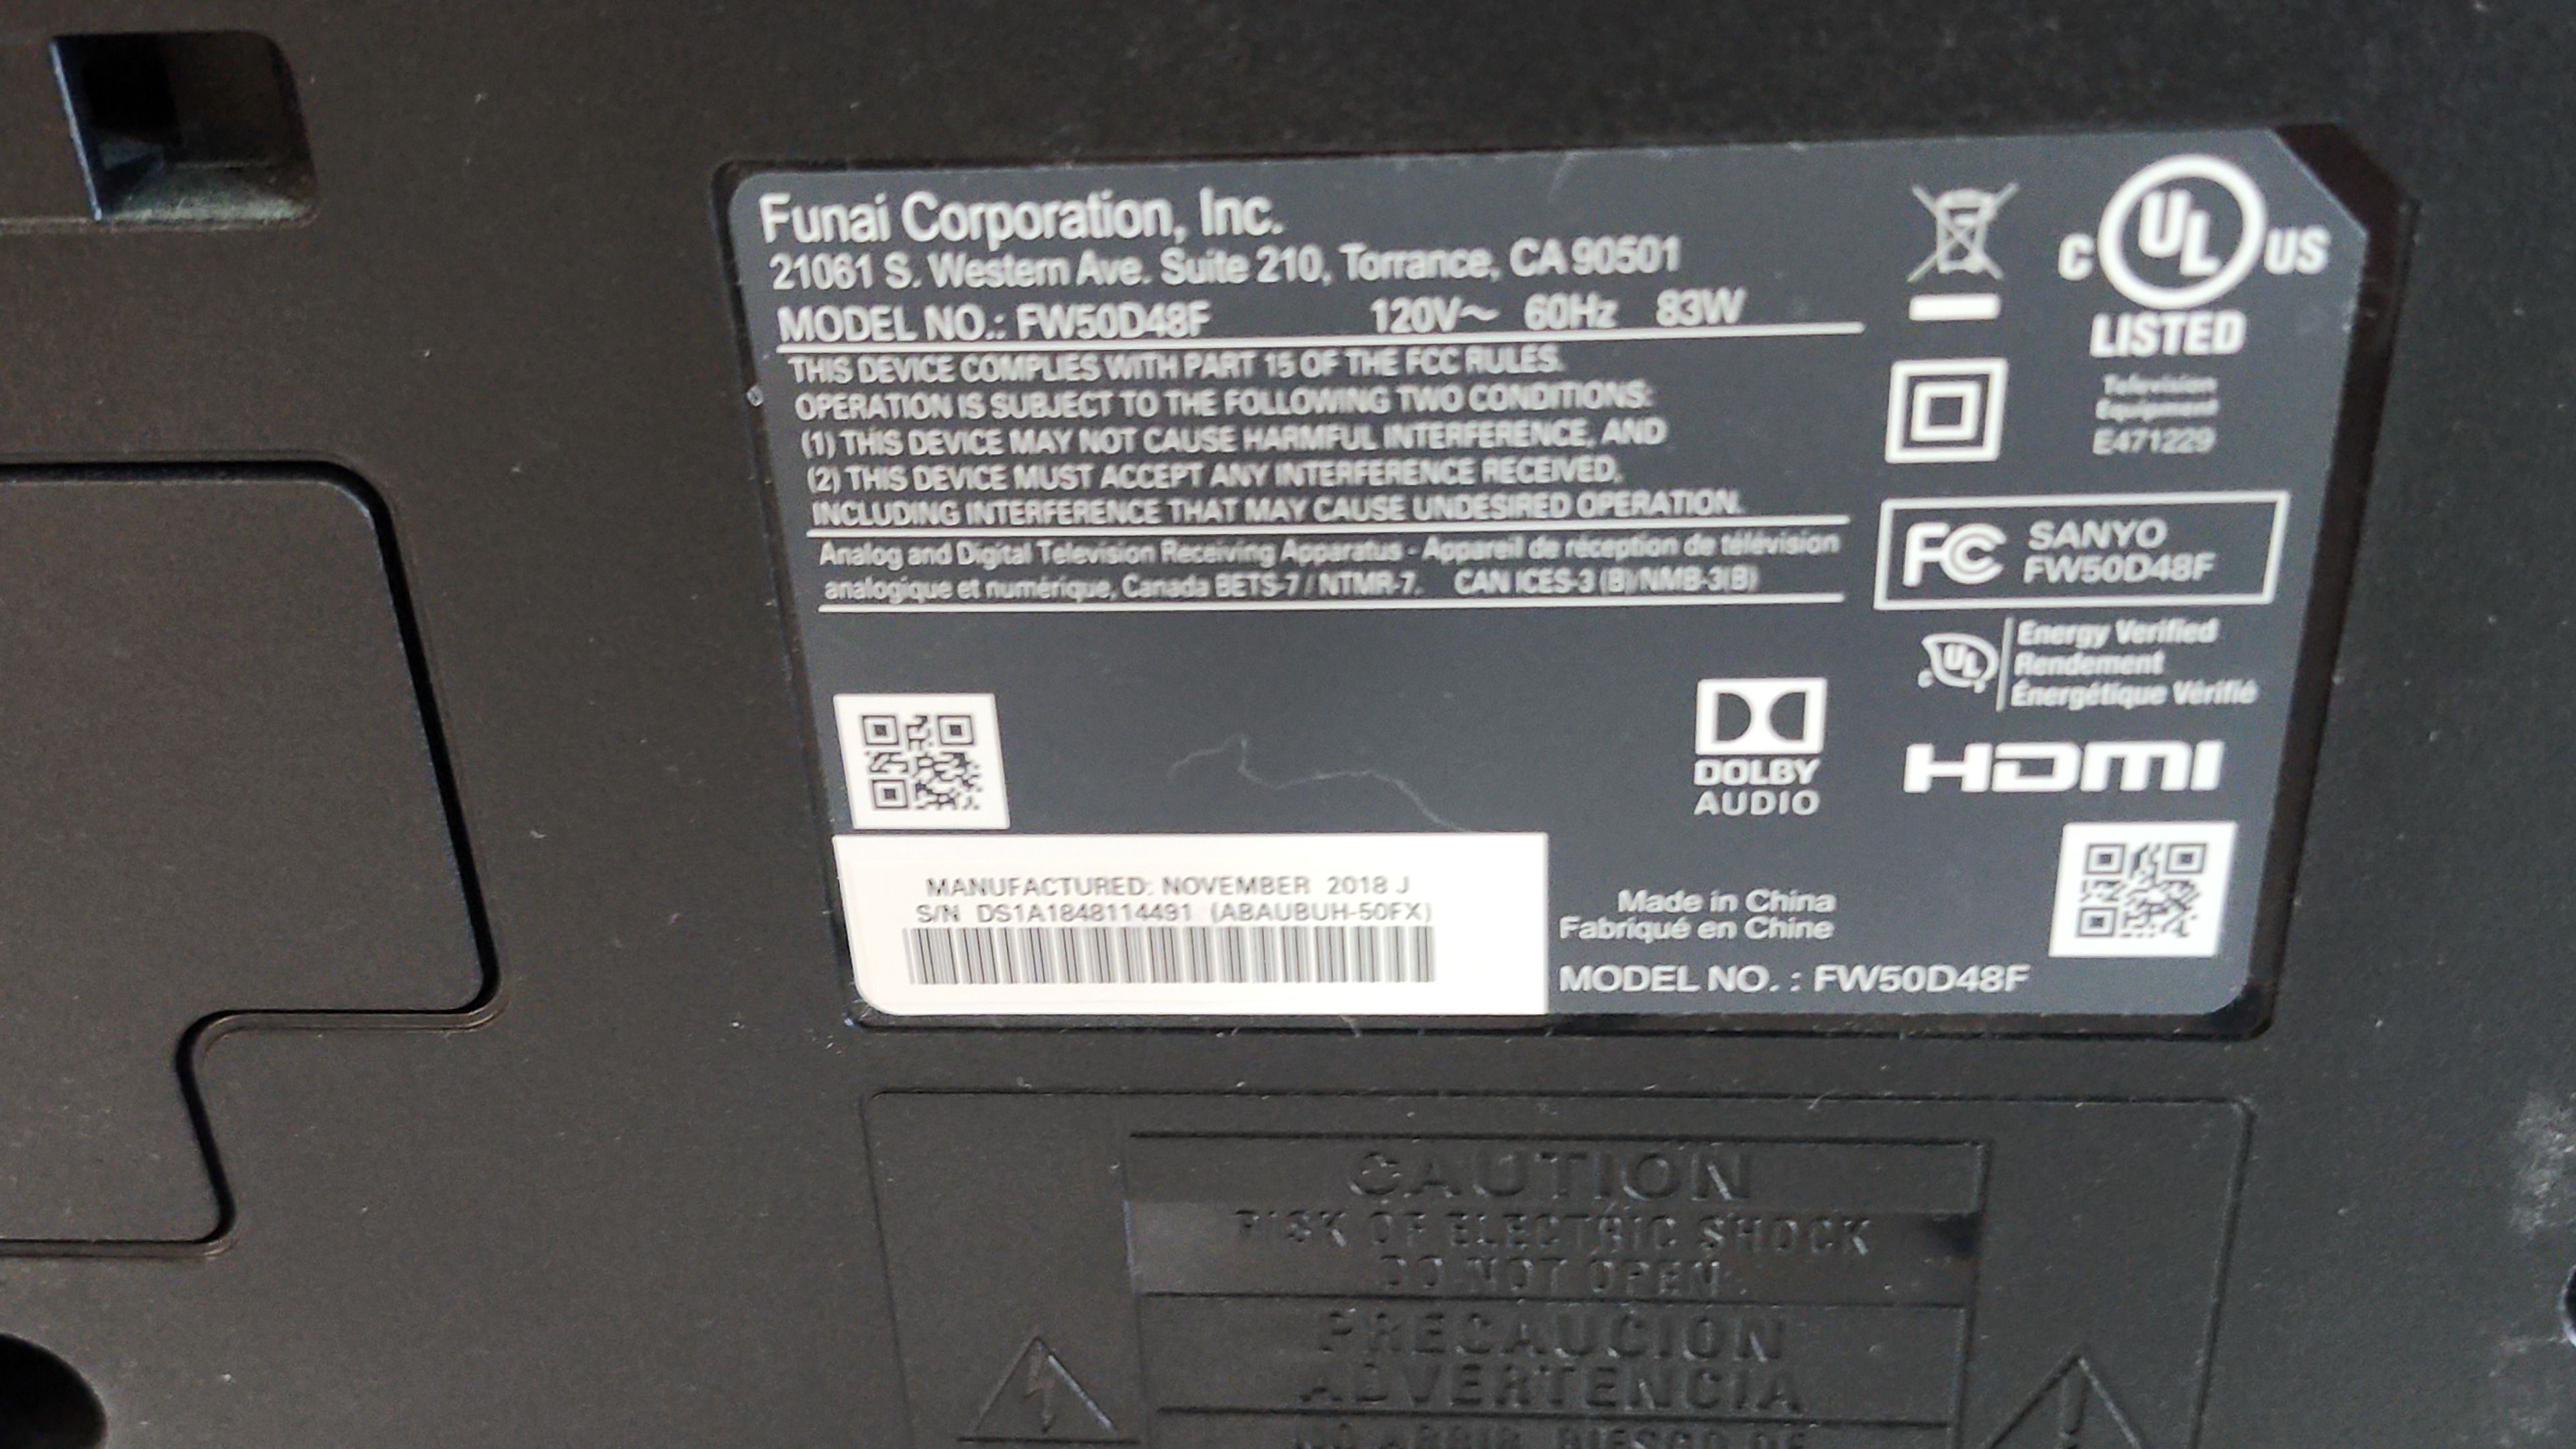 Funai Corporation, Inc.
21061 S. Western Ave. Suite 210, Torrance, CA 90501
MODEL NO.: FW50D48F 120V~ 60Hz 83W
THIS DEVICE COMPLIES WITH PART 15 OF THE FCC RULES.
OPERATION IS SUBJECT TO THE FOLLOWING TWO CONDITIONS:
(1) THIS DEVICE MAY NOT CAUSE HARMFUL INTERFERENCE, AND
(2) THIS DEVICE MUST ACCEPT ANY INTERFERENCE RECEIVED,
INCLUDING INTERFERENCE THAT MAY CAUSE UNDESIRED OPERATION.
Analog and Digital Television Receiving Apparatus - Appareil de réception de télévision
analogique et numérique, Canada BETS-7 / NTMR-7. CAN ICES-3 (B)/NMB-3(B)
C UL US
LISTED
Television
Equipment
E471229
FC SANYO
FW50D48F
C UL
Energy Verified
Rendement
Énergétique Vérifié
DOLBY
AUDIO
HDMI
MANUFACTURED: NOVEMBER 2018 J
S/N DS1A1848114491 (ABAUBUH-50FX)
Made in China
Fabriqué en Chine
MODEL NO. : FW50D48F
CAUTION
RISK OF ELECTRIC SHOCK
DO NOT OPEN
PRECAUCION
ADVERTENCIA
NO ABRIR, RIESGO DE